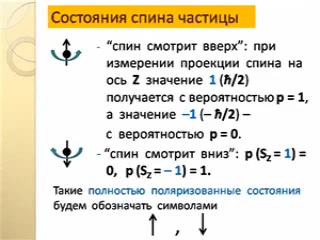 Состояния спина частицы
- “спин смотрит вверх”: при
измерении проекции спина на
ось Z значение 1 (ħ/2)
получается с вероятностью p = 1,
а значение –1 (– ħ/2) –
с вероятностью p = 0.
- “спин смотрит вниз”: p (Sz = 1) =
0, p (Sz = – 1) = 1.
Такие полностью поляризованные состояния
будем обозначать символами
↑ , ↓